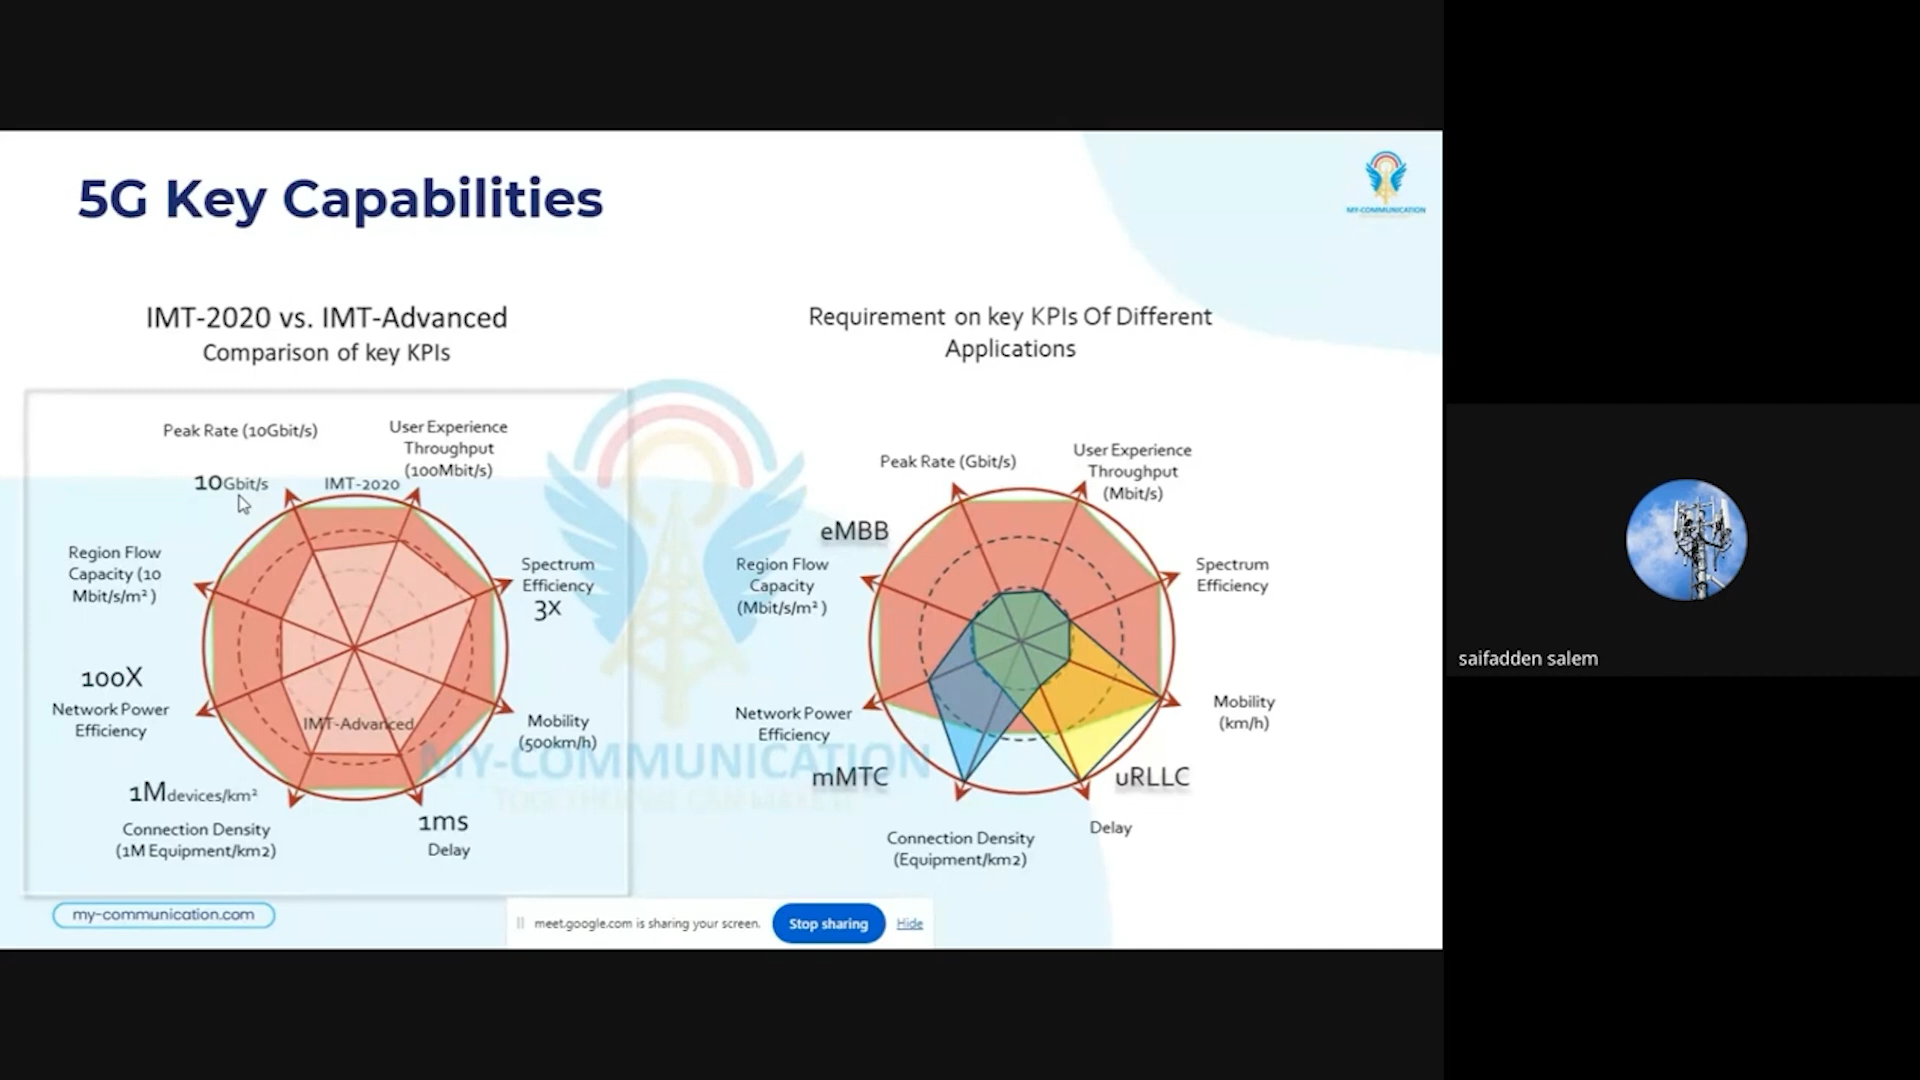 5G Key Capabilities
MY-COMMUNICATION
IMT-2020 vs. IMT-Advanced
Comparison of key KPIs
Peak Rate (10Gbit/s)
User Experience
Throughput
(100Mbit/s)
10Gbit/s
IMT-2020
Region Flow
Capacity (10
Mbit/s/m²)
Spectrum
Efficiency
3X
100X
Network Power
Efficiency
IMT-Advanced
Mobility
(500km/h)
1Mdevices/km²
Connection Density
(1M Equipment/km2)
1ms
Delay
Requirement on key KPIs Of Different
Applications
Peak Rate (Gbit/s)
User Experience
Throughput
(Mbit/s)
eMBB
Region Flow
Capacity
(Mbit/s/m²)
Spectrum
Efficiency
Network Power
Efficiency
Mobility
(km/h)
mMTC
uRLLC
Connection Density
(Equipment/km2)
Delay
MY-COMMUNICATION
my-communication.com
meet.google.com is sharing your screen.
Stop sharing
Hide
saifadden salem